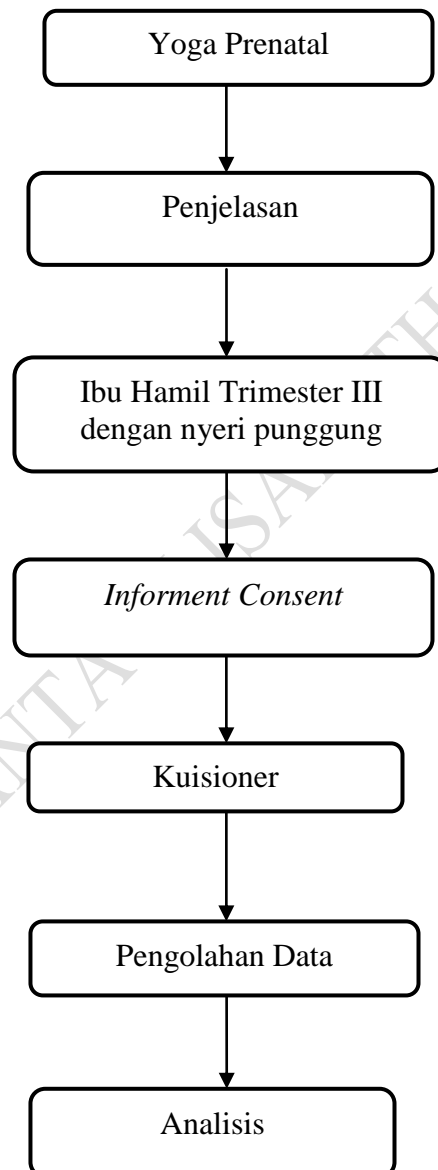 Yoga Prenatal
Penjelasan
Ibu Hamil Trimester III
dengan nyeri punggung
Informent Consent
Kuisioner
Pengolahan Data
Analisis